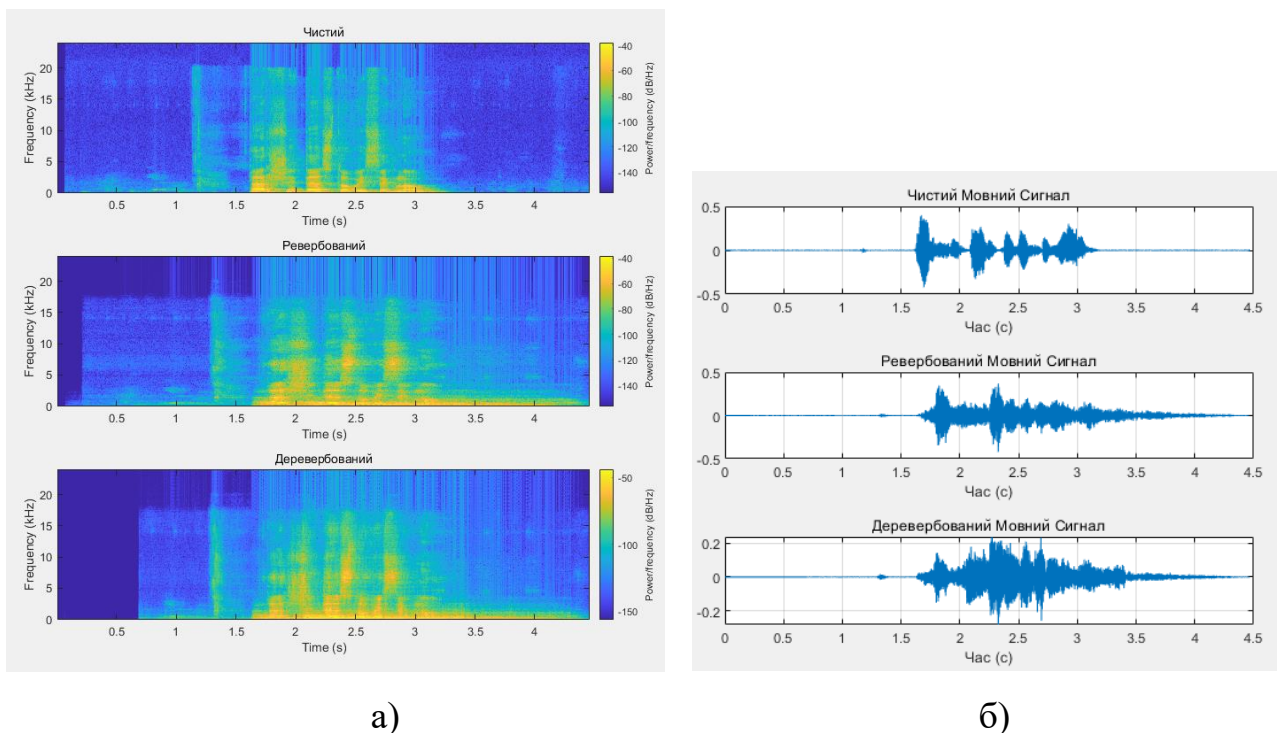 Чистий
Frequency (kHz)
20
15
10
5
0
0.5 1 1.5 2 2.5 3 3.5 4
Time (s)
-40
-60
-80
-100
-120
-140
Power/frequency (dB/Hz)
Ревербований
Frequency (kHz)
20
15
10
5
0
0.5 1 1.5 2 2.5 3 3.5 4
Time (s)
-40
-60
-80
-100
-120
-140
Power/frequency (dB/Hz)
Деревербований
Frequency (kHz)
20
15
10
5
0
0.5 1 1.5 2 2.5 3 3.5 4
Time (s)
-50
-100
-150
Power/frequency (dB/Hz)
а)
Чистий Мовний Сигнал
0.5
0
-0.5
0 0.5 1 1.5 2 2.5 3 3.5 4 4.5
Час (с)
Ревербований Мовний Сигнал
0.5
0
-0.5
0 0.5 1 1.5 2 2.5 3 3.5 4 4.5
Час (с)
Деревербований Мовний Сигнал
0.2
0
-0.2
0 0.5 1 1.5 2 2.5 3 3.5 4 4.5
Час (с)
б)